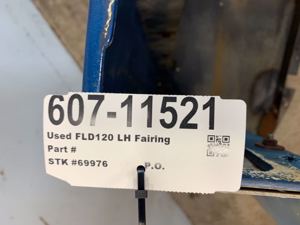 607-11521
Used FLD120 LH Fairing
Part #
STK #69976 P.O.